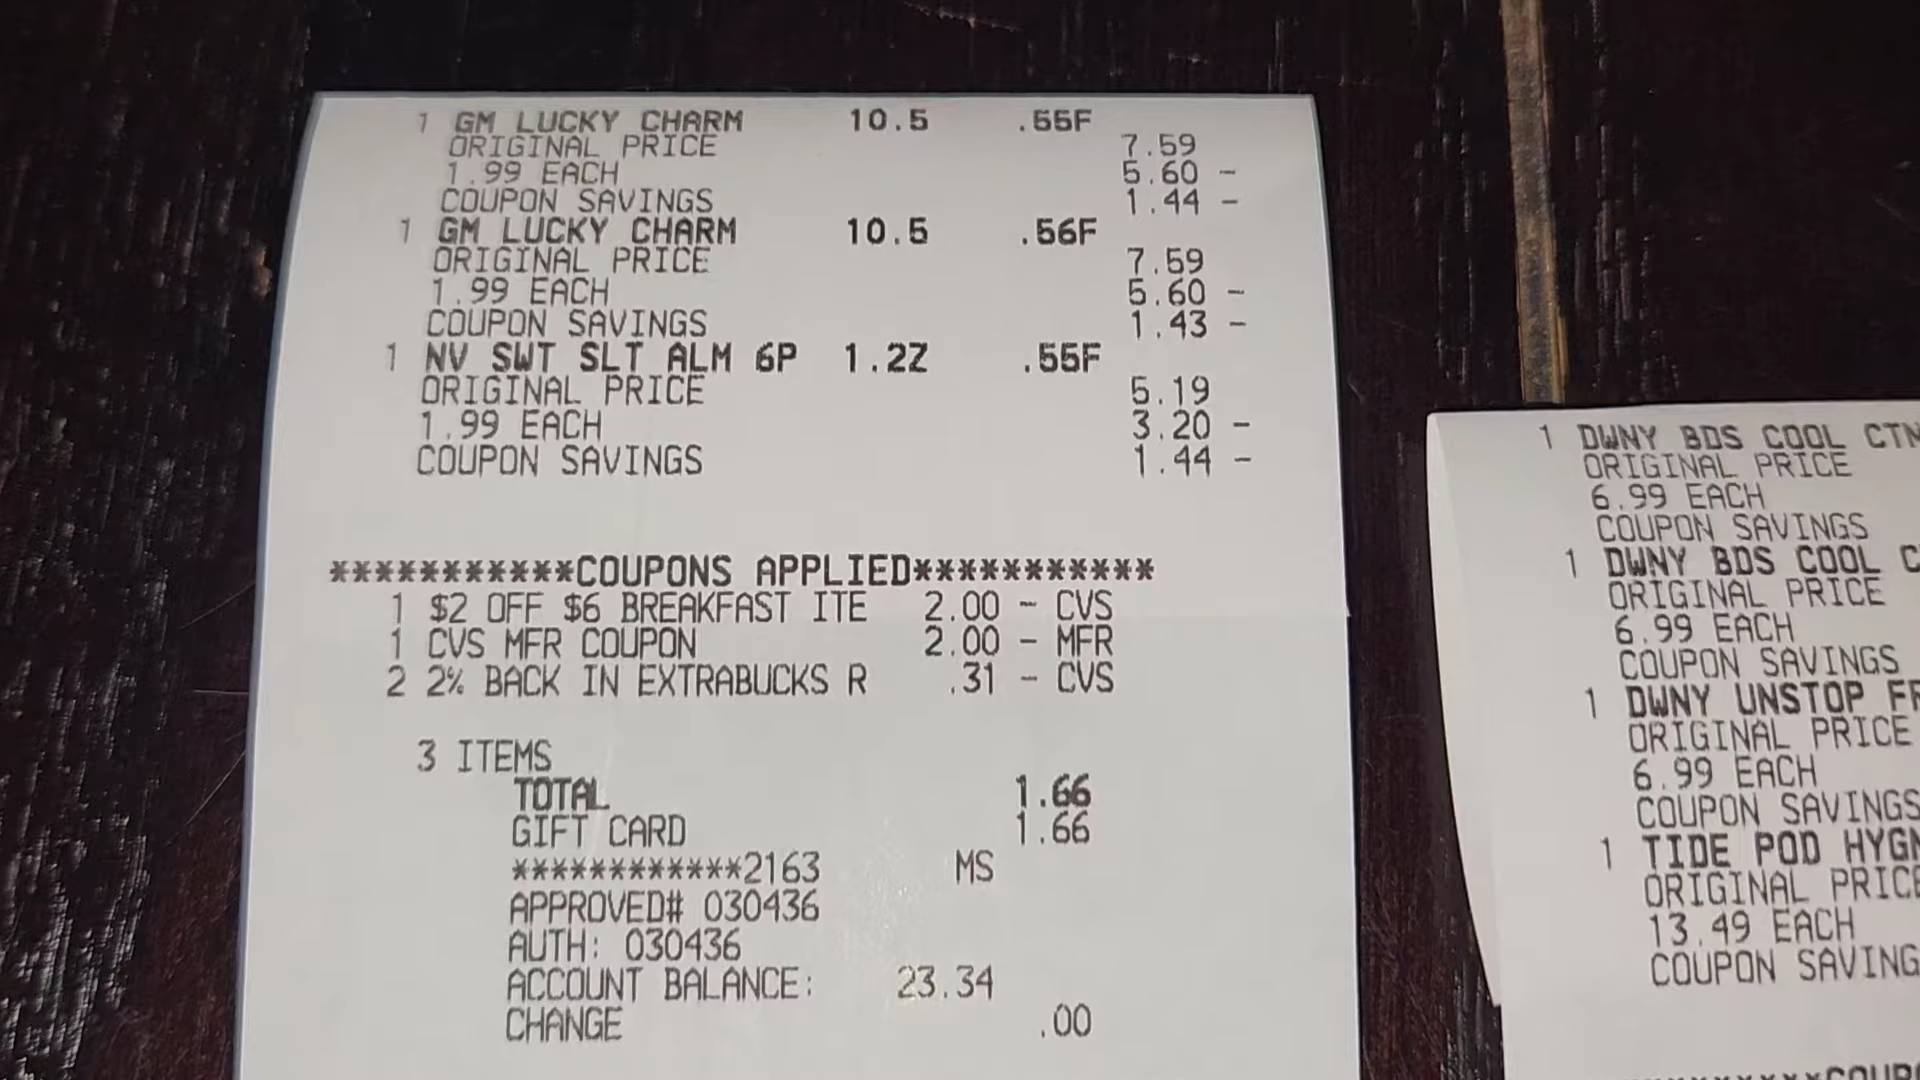 1 GM LUCKY CHARM 10.5 .55F
ORIGINAL PRICE 7.59
1.99 EACH 5.60 -
COUPON SAVINGS 1.44 -
1 GM LUCKY CHARM 10.5 .56F
ORIGINAL PRICE 7.59
1.99 EACH 5.60 -
COUPON SAVINGS 1.43 -
1 NV SWT SLT ALM 6P 1.2Z .55F
ORIGINAL PRICE 5.19
1.99 EACH 3.20 -
COUPON SAVINGS 1.44 -
***********COUPONS APPLIED***********
1 $2 OFF $6 BREAKFAST ITE 2.00 - CVS
1 CVS MFR COUPON 2.00 - MFR
2 2% BACK IN EXTRABUCKS R .31 - CVS
3 ITEMS
TOTAL 1.66
GIFT CARD 1.66
************2163 MS
APPROVED# 030436
AUTH: 030436
ACCOUNT BALANCE: 23.34
CHANGE .00
1 DWNY BDS COOL CTN
ORIGINAL PRICE
6.99 EACH
COUPON SAVINGS
1 DWNY BDS COOL C
ORIGINAL PRICE
6.99 EACH
COUPON SAVINGS
1 DWNY UNSTOP FR
ORIGINAL PRICE
6.99 EACH
COUPON SAVINGS
1 TIDE POD HYGN
ORIGINAL PRICE
13.49 EACH
COUPON SAVING